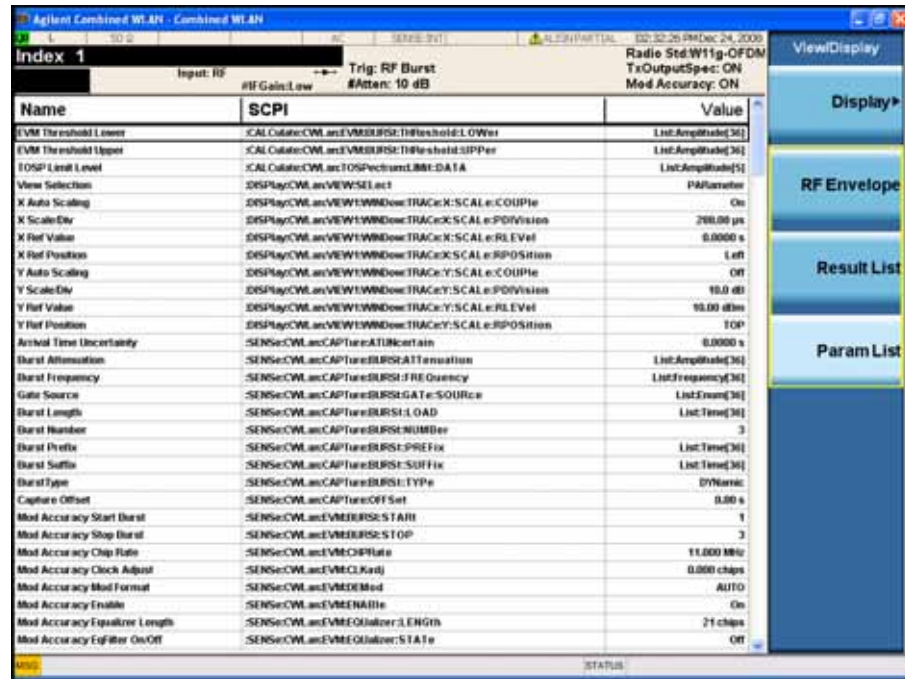 Agilent Combined WLAN - Combined WLAN
L 50 Ω AC SENSE:INT ALIGN PARTIAL 02:32:26 PM Dec 24, 2008
Index 1
Input: RF
#IFGain:Low
Trig: RF Burst
#Atten: 10 dB
Radio Std:W11g-OFDM
TxOutputSpec: ON
Mod Accuracy: ON
Name SCPI Value
EVM Threshold Lower :CALCulate:CWLan:EVM:BURSt:THReshold:LOWer List:Amplitude[36]
EVM Threshold Upper :CALCulate:CWLan:EVM:BURSt:THReshold:UPPer List:Amplitude[36]
TOSP Limit Level :CALCulate:CWLan:TOSPectrum:LIMit:DATA List:Amplitude[5]
View Selection :DISPlay:CWLan:VIEW:SELect PARameter
X Auto Scaling :DISPlay:CWLan:VIEW1:WINDow:TRACe:X:SCALe:COUPle On
X Scale/Div :DISPlay:CWLan:VIEW1:WINDow:TRACe:X:SCALe:PDIVision 200.00 µs
X Ref Value :DISPlay:CWLan:VIEW1:WINDow:TRACe:X:SCALe:RLEVel 0.0000 s
X Ref Position :DISPlay:CWLan:VIEW1:WINDow:TRACe:X:SCALe:RPOSition Left
Y Auto Scaling :DISPlay:CWLan:VIEW1:WINDow:TRACe:Y:SCALe:COUPle Off
Y Scale/Div :DISPlay:CWLan:VIEW1:WINDow:TRACe:Y:SCALe:PDIVision 10.0 dB
Y Ref Value :DISPlay:CWLan:VIEW1:WINDow:TRACe:Y:SCALe:RLEVel 10.00 dBm
Y Ref Position :DISPlay:CWLan:VIEW1:WINDow:TRACe:Y:SCALe:RPOSition TOP
Arrival Time Uncertainty :SENSe:CWLan:CAPTure:ATUNcertain 0.0000 s
Burst Attenuation :SENSe:CWLan:CAPTure:BURSt:ATTenuation List:Amplitude[36]
Burst Frequency :SENSe:CWLan:CAPTure:BURSt:FREQuency List:Frequency[36]
Gate Source :SENSe:CWLan:CAPTure:BURSt:GATe:SOURce List:Enum[36]
Burst Length :SENSe:CWLan:CAPTure:BURSt:LOAD List:Time[36]
Burst Number :SENSe:CWLan:CAPTure:BURSt:NUMBer 3
Burst Prefix :SENSe:CWLan:CAPTure:BURSt:PREFix List:Time[36]
Burst Suffix :SENSe:CWLan:CAPTure:BURSt:SUFFix List:Time[36]
BurstType :SENSe:CWLan:CAPTure:BURSt:TYPe DYNamic
Capture Offset :SENSe:CWLan:CAPTure:OFFSet 0.00 s
Mod Accuracy Start Burst :SENSe:CWLan:EVM:BURSt:STARt 1
Mod Accuracy Stop Burst :SENSe:CWLan:EVM:BURSt:STOP 3
Mod Accuracy Chip Rate :SENSe:CWLan:EVM:CHPRate 11.000 MHz
Mod Accuracy Clock Adjust :SENSe:CWLan:EVM:CLKadj 0.000 chips
Mod Accuracy Mod Format :SENSe:CWLan:EVM:DEMod AUTO
Mod Accuracy Enable :SENSe:CWLan:EVM:ENABle On
Mod Accuracy Equalizer Length :SENSe:CWLan:EVM:EQUalizer:LENGth 21 chips
Mod Accuracy EqFilter On/Off :SENSe:CWLan:EVM:EQUalizer:STATe Off
MSG STATUS
View/Display
Display
RF Envelope
Result List
Param List